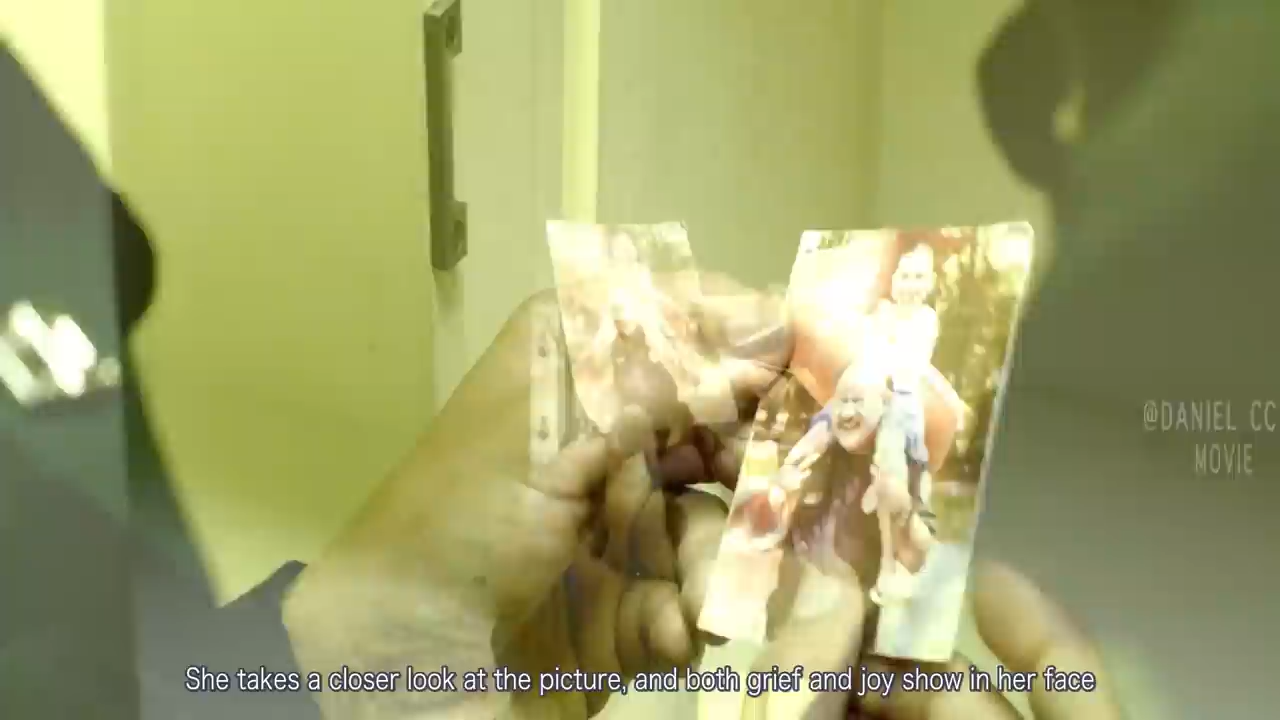 @DANIEL CC
MOVIE
She takes a closer look at the picture, and both grief and joy show in her face